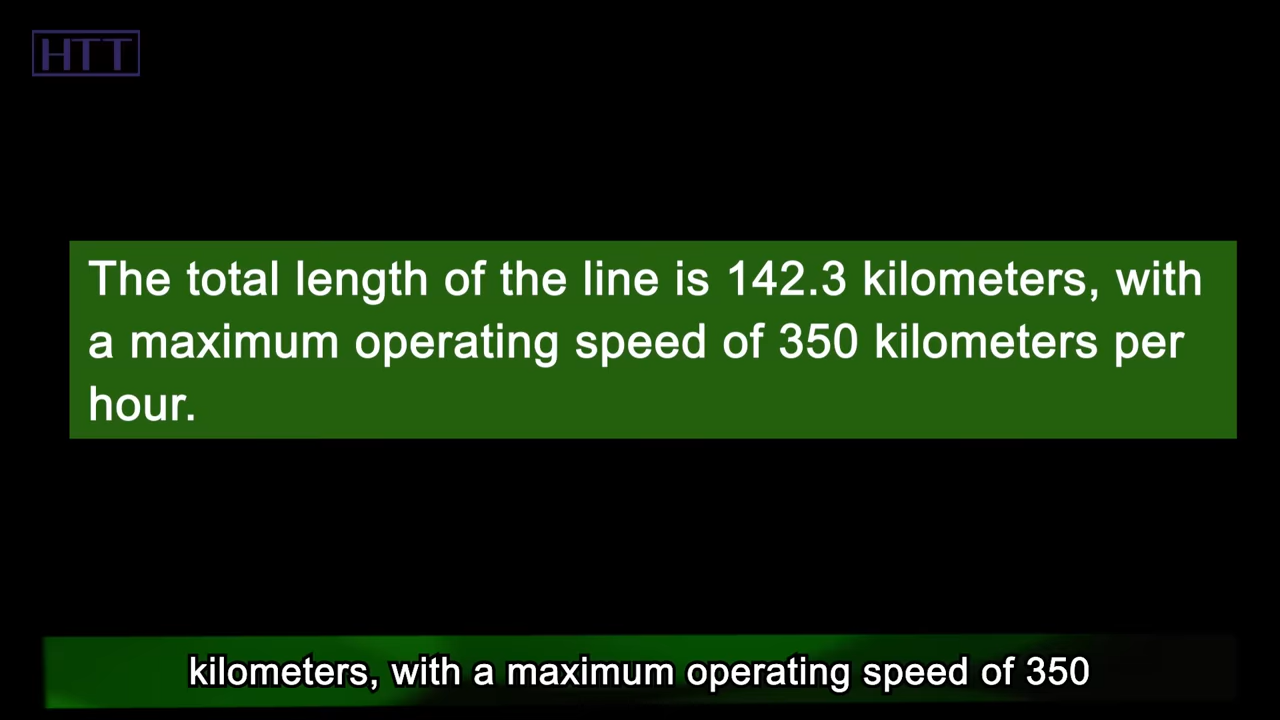 HTT
The total length of the line is 142.3 kilometers, with
a maximum operating speed of 350 kilometers per
hour.
kilometers, with a maximum operating speed of 350